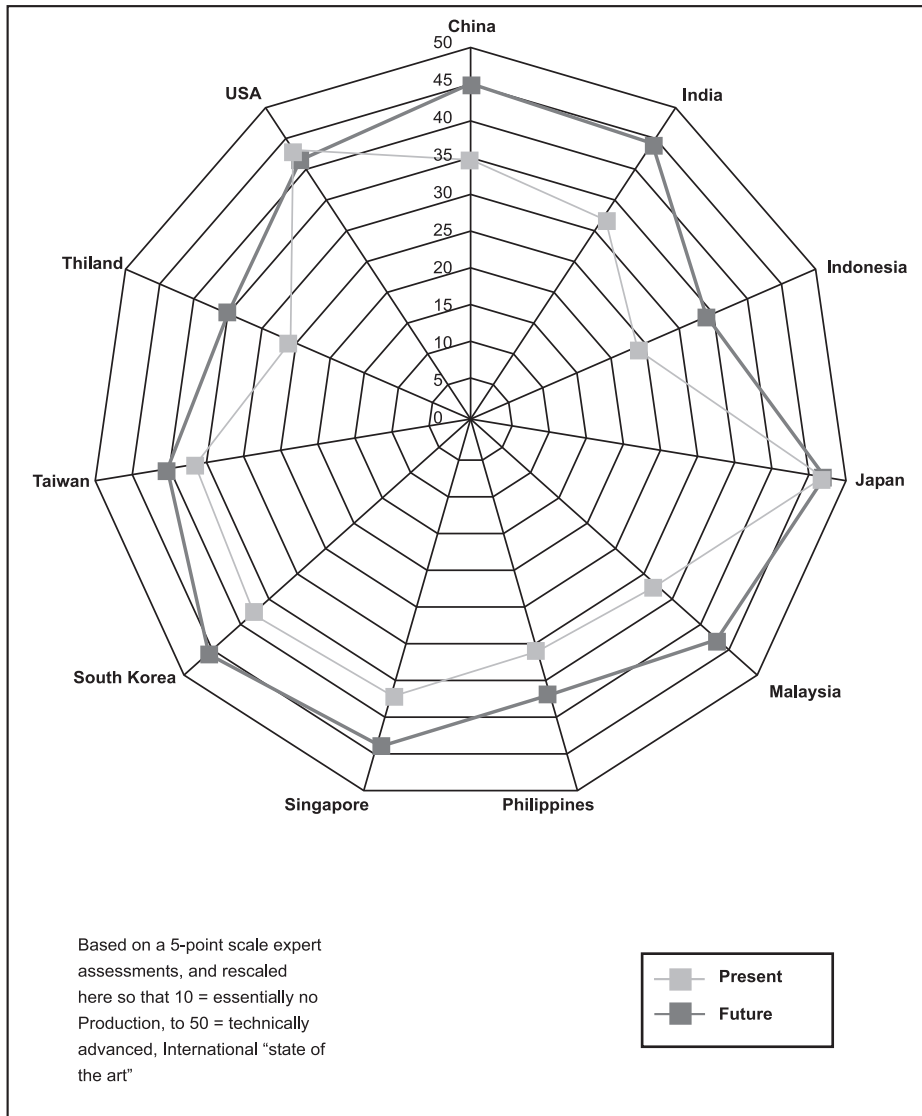 China
50
45
40
35
30
25
20
15
10
5
0
USA
India
Thiland
Indonesia
Taiwan
Japan
South Korea
Malaysia
Singapore
Philippines
Based on a 5-point scale expert
assessments, and rescaled
here so that 10 = essentially no
Production, to 50 = technically
advanced, International “state of
the art”
Present
Future